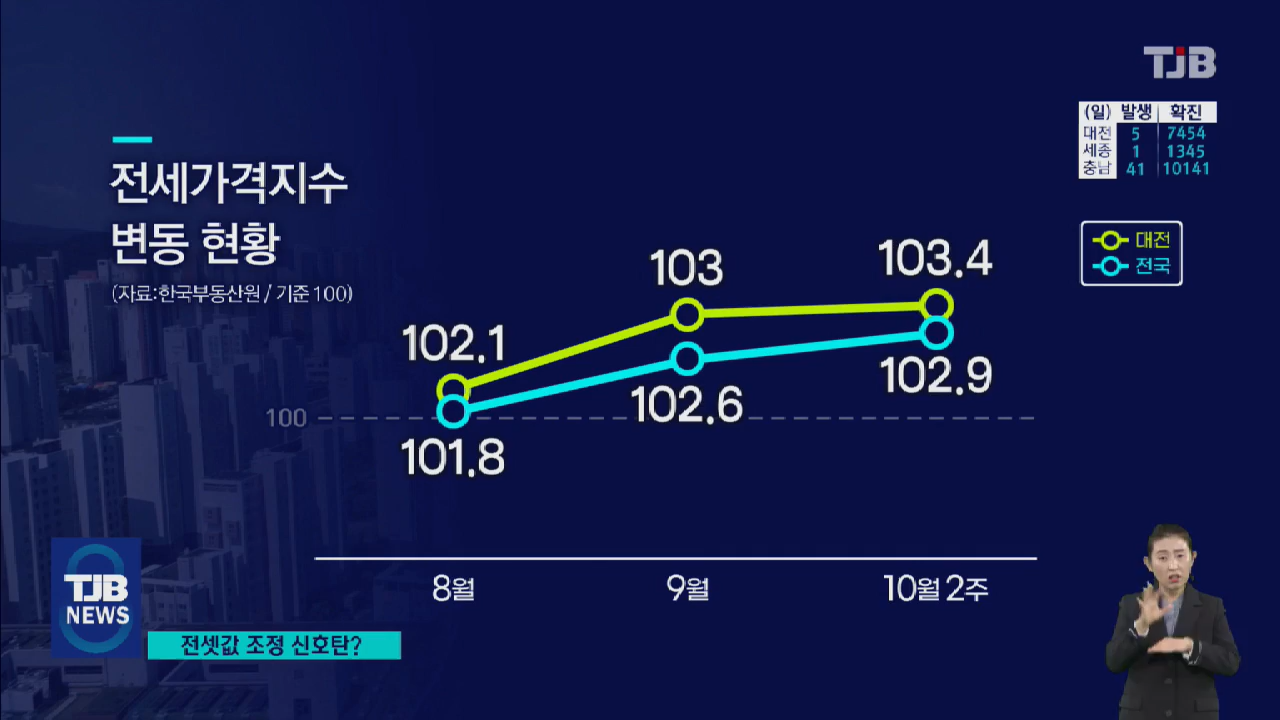 TJB
(일) 발생 확진
대전 5 7454
세종 1 1345
충남 41 10141
전세가격지수
변동 현황
(자료:한국부동산원 / 기준 100)
대전
전국
103
103.4
102.1
102.9
102.6
100
101.8
8월 9월 10월 2주
TJB
NEWS
전셋값 조정 신호탄?